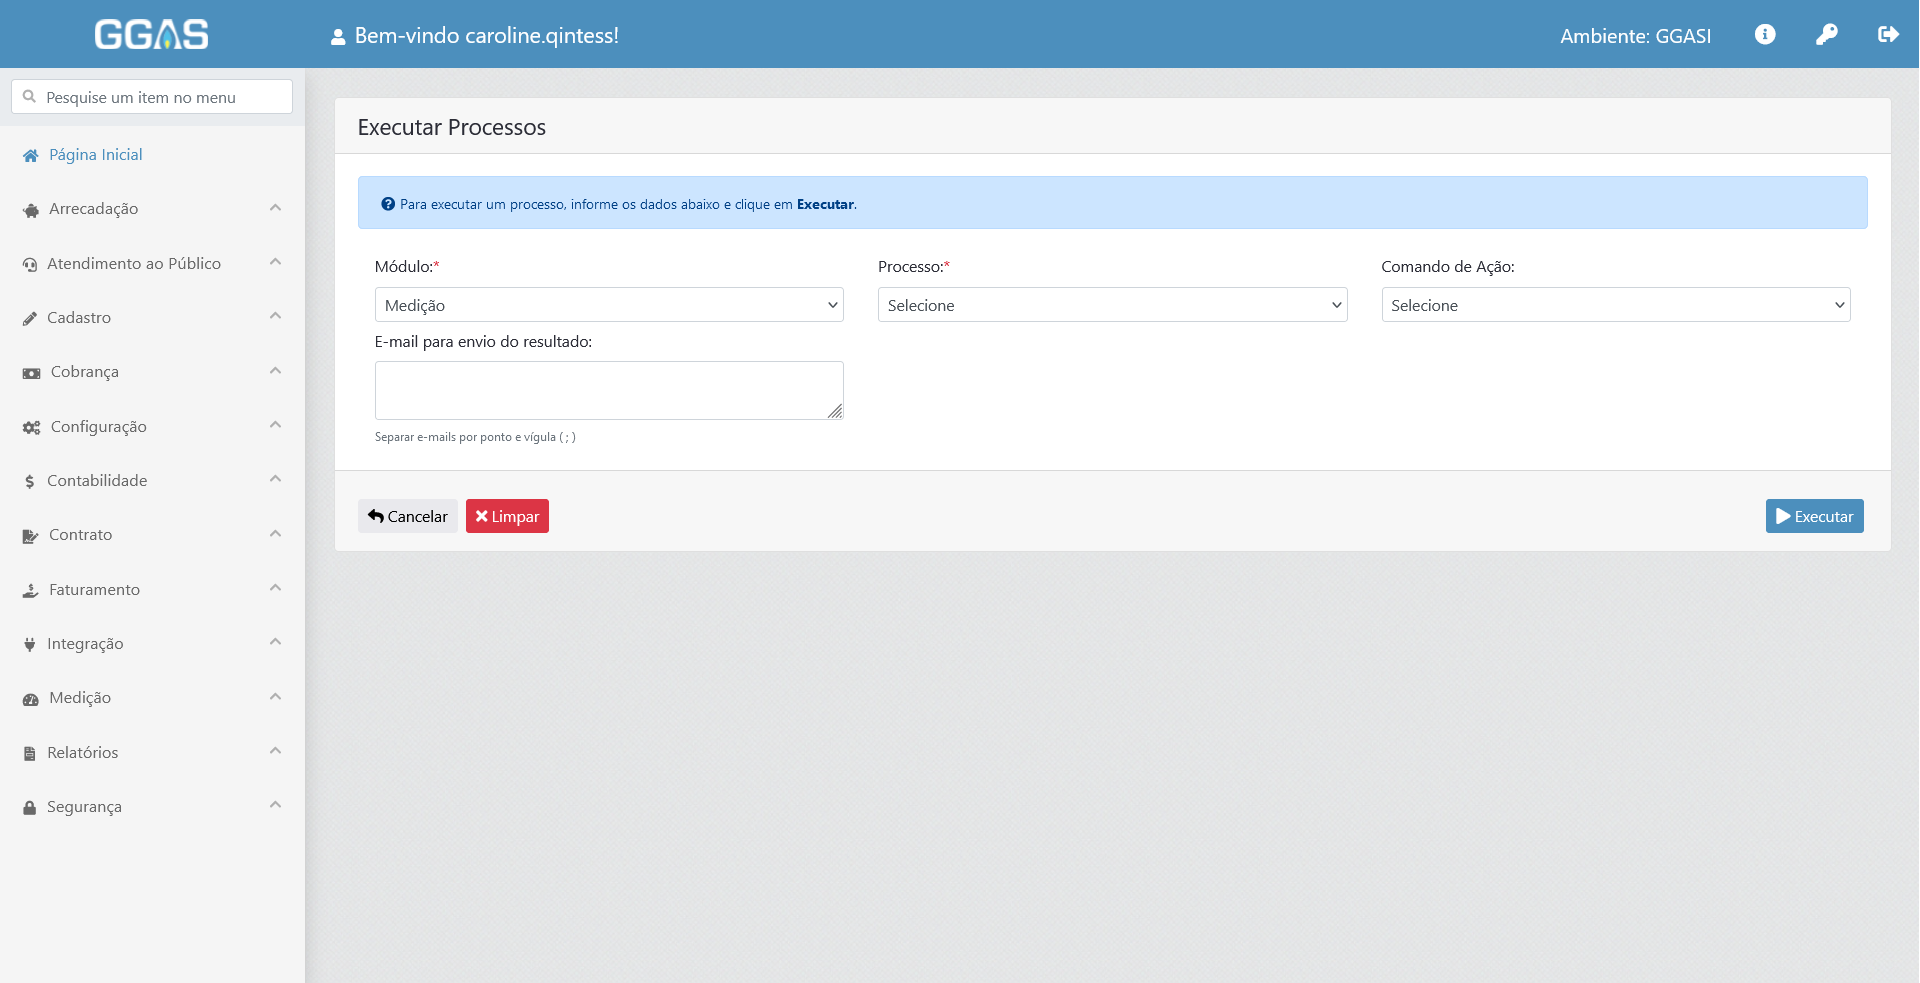 GGAS
Bem-vindo caroline.qintess!
Ambiente: GGASI
Pesquise um item no menu
Página Inicial
Arrecadação
Atendimento ao Público
Cadastro
Cobrança
Configuração
Contabilidade
Contrato
Faturamento
Integração
Medição
Relatórios
Segurança
Executar Processos
Para executar um processo, informe os dados abaixo e clique em Executar.
Módulo:*
Medição
Processo:*
Selecione
Comando de Ação:
Selecione
E-mail para envio do resultado:
Separar e-mails por ponto e vígula ( ; )
Cancelar
Limpar
Executar